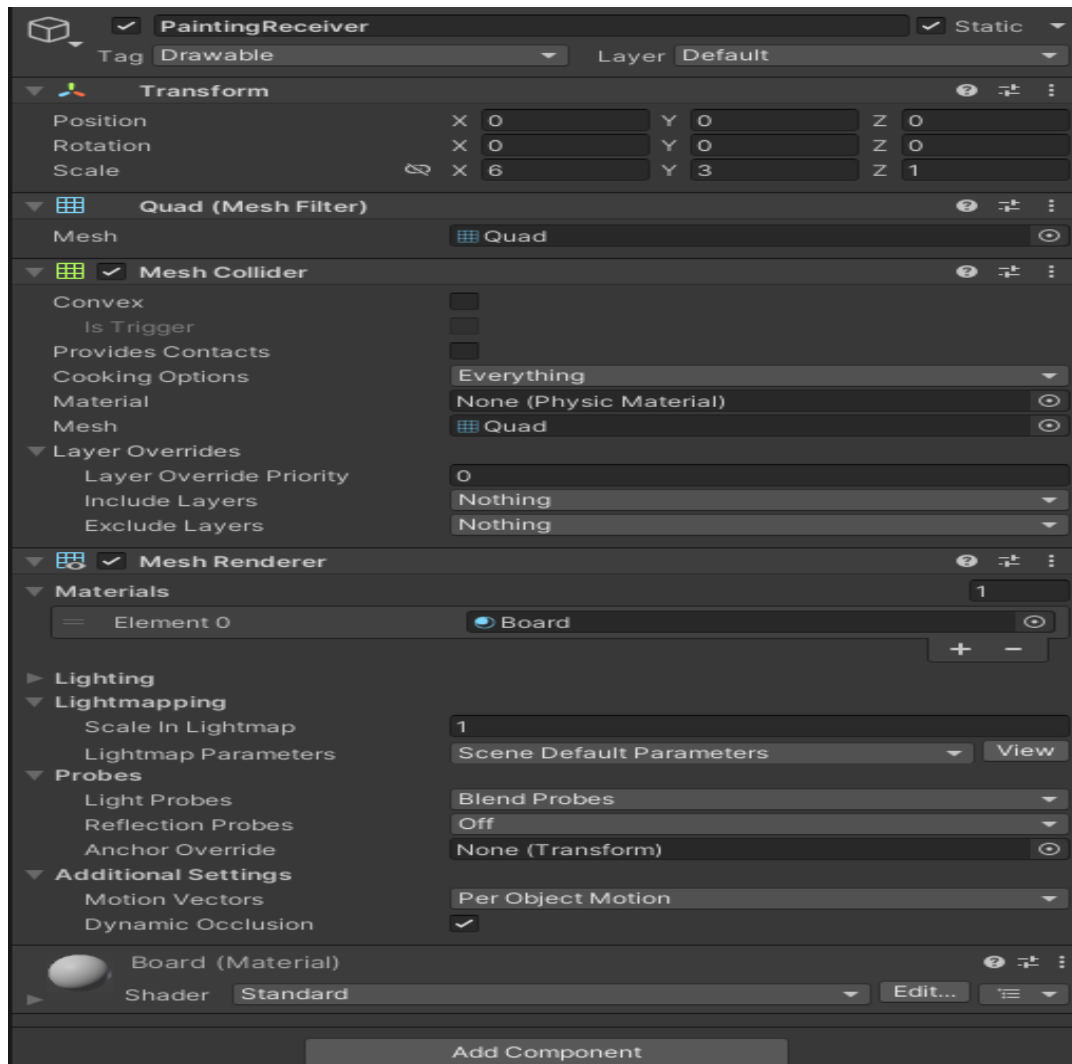 PaintingReceiver Static
Tag Drawable Layer Default
Transform
Position X 0 Y 0 Z 0
Rotation X 0 Y 0 Z 0
Scale X 6 Y 3 Z 1
Quad (Mesh Filter)
Mesh Quad
Mesh Collider
Convex
Is Trigger
Provides Contacts
Cooking Options Everything
Material None (Physic Material)
Mesh Quad
Layer Overrides
Layer Override Priority 0
Include Layers Nothing
Exclude Layers Nothing
Mesh Renderer
Materials 1
Element 0 Board
+ −
Lighting
Lightmapping
Scale In Lightmap 1
Lightmap Parameters Scene Default Parameters View
Probes
Light Probes Blend Probes
Reflection Probes Off
Anchor Override None (Transform)
Additional Settings
Motion Vectors Per Object Motion
Dynamic Occlusion
Board (Material)
Shader Standard Edit...
Add Component